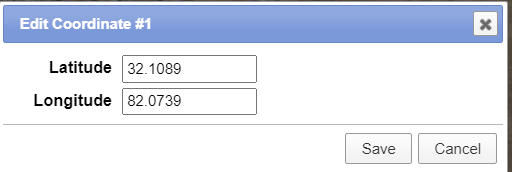 Edit Coordinate #1
Latitude 32.1089
Longitude 82.0739
Save Cancel